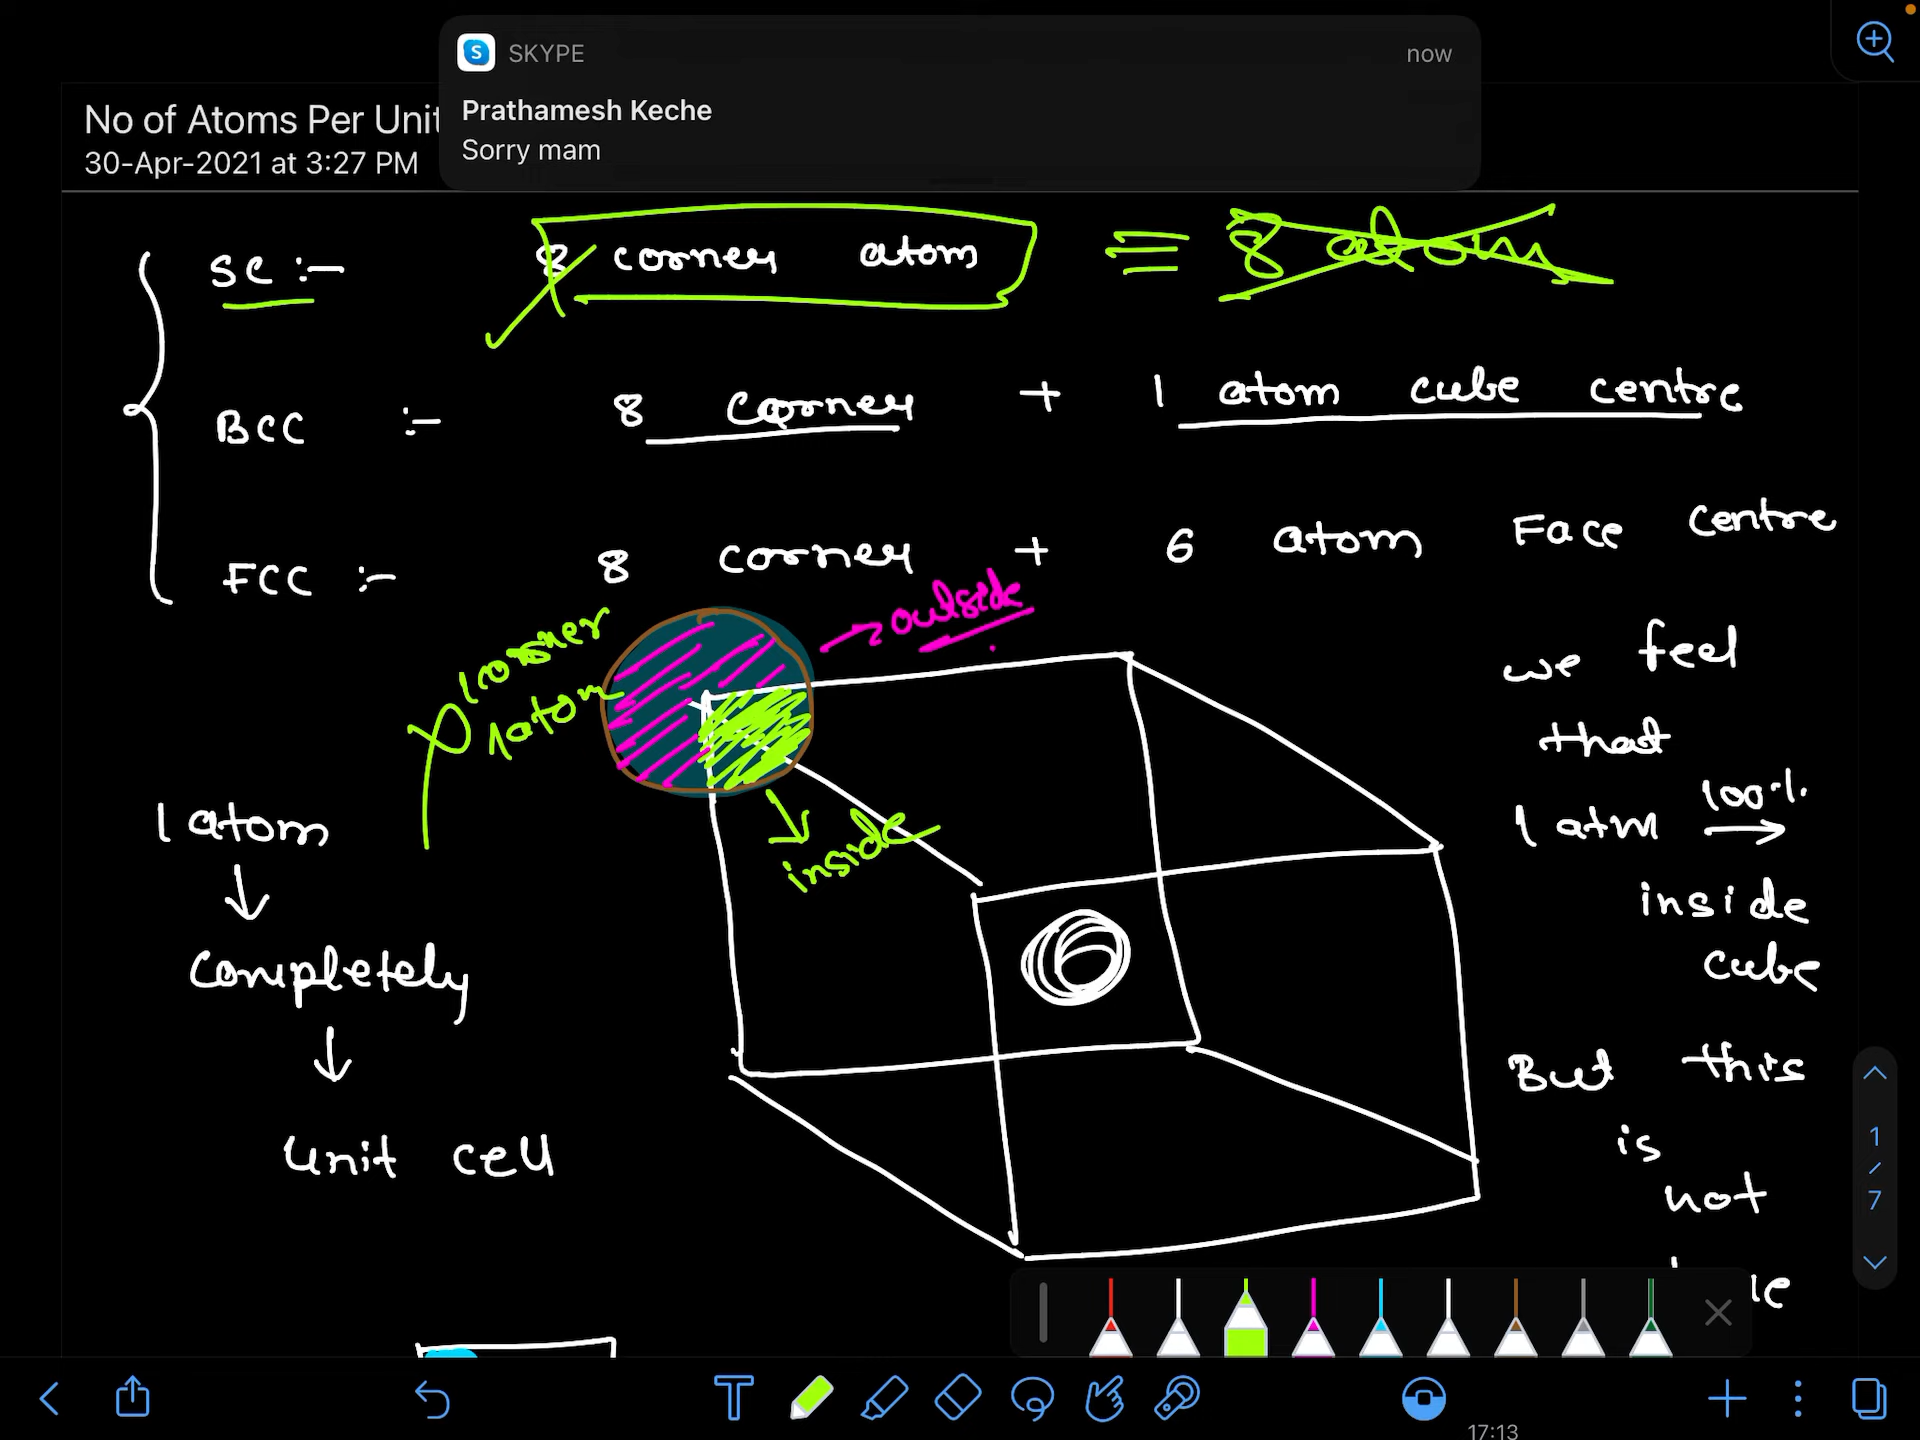 SKYPE now
Prathamesh Keche
Sorry mam
No of Atoms Per Unit
30-Apr-2021 at 3:27 PM
SC :- 8 corner atom = 8 atom
BCC :- 8 corner + 1 atom cube centre
FCC :- 8 corner + 6 atom Face centre
outside
1 corner
1 atom
inside
1 atom
↓
completely
↓
unit cell
we feel
that
1 atm 100%
→
inside
cube
But this
is
not
1
/
7
17:13